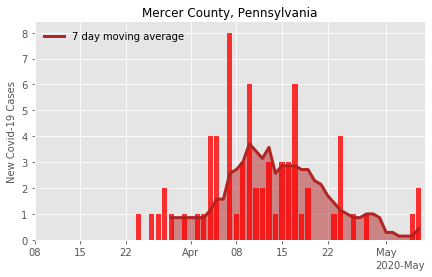 Mercer County, Pennsylvania
7 day moving average
New Covid-19 Cases
8
7
6
5
4
3
2
1
0
08 15 22 Apr 08 15 22 May
2020-May